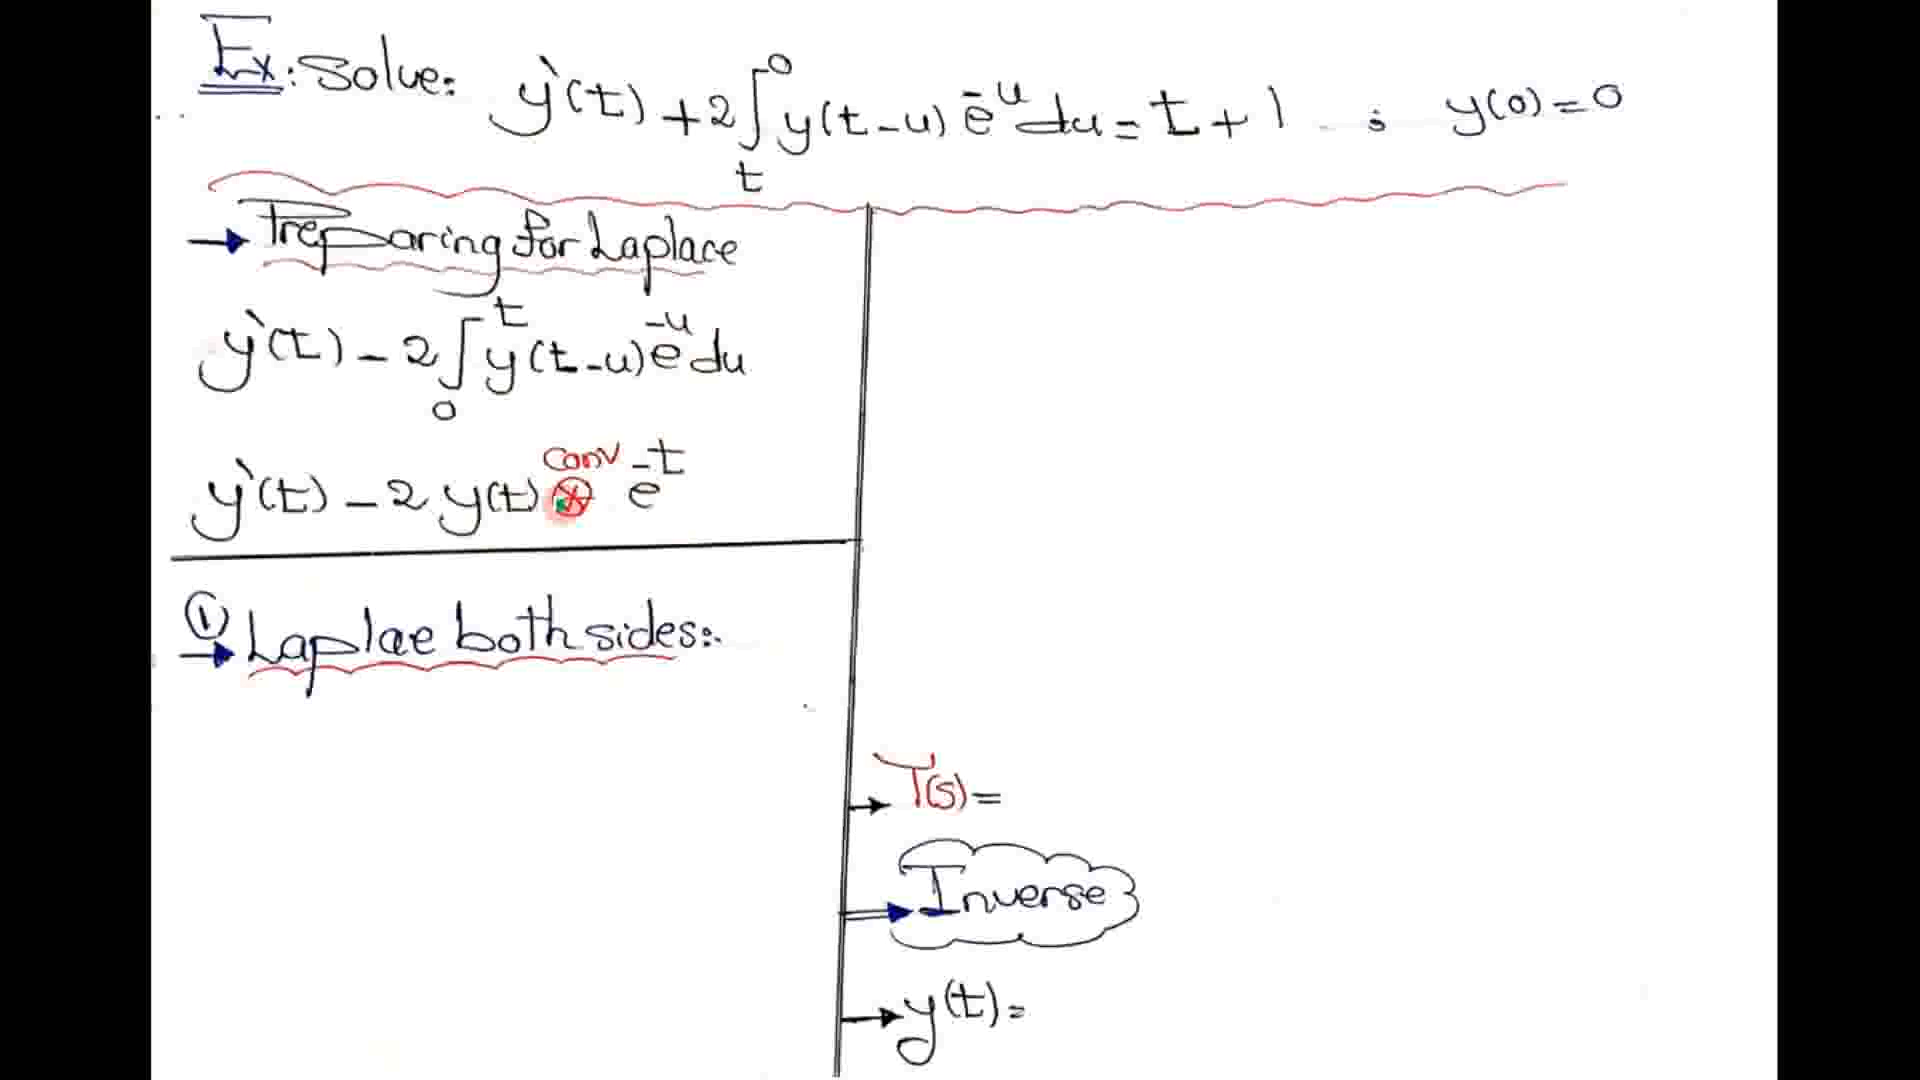 Ex: Solve: y`(t) + 2 ∫_t^0 y(t-u) e^-u du = t + 1 ; y(0) = 0
→ Preparing for Laplace
y`(t) - 2 ∫_0^t y(t-u) e^-u du
y`(t) - 2 y(t) conv ⊛ e^-t
① → Laplae both sides:
→ Y(s) =
⇒ Inverse
→ y(t) =